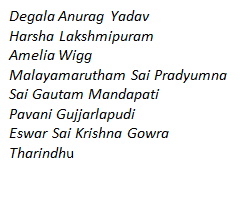 Degala Anurag Yadav
Harsha Lakshmipuram
Amelia Wigg
Malayamarutham Sai Pradyumna
Sai Gautam Mandapati
Pavani Gujjarlapudi
Eswar Sai Krishna Gowra
Tharindhu